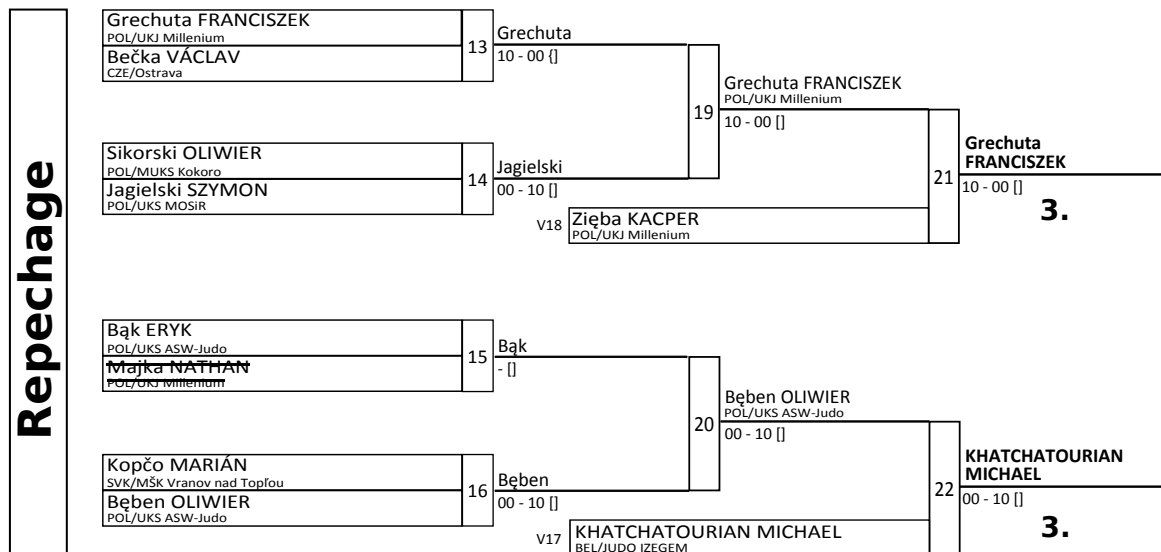 Repechage
Grechuta FRANCISZEK
POL/UKJ Millenium
Bečka VÁCLAV
CZE/Ostrava
13
Grechuta
10 - 00 {]
Sikorski OLIWIER
POL/MUKS Kokoro
Jagielski SZYMON
POL/UKS MOSiR
14
Jagielski
00 - 10 []
19
Grechuta FRANCISZEK
POL/UKJ Millenium
10 - 00 []
V18
Zięba KACPER
POL/UKJ Millenium
21
Grechuta
FRANCISZEK
10 - 00 []
3.
Bąk ERYK
POL/UKS ASW-Judo
Majka NATHAN
POL/UKJ Millenium
15
Bąk
- []
Kopčo MARIÁN
SVK/MŠK Vranov nad Topľou
Bęben OLIWIER
POL/UKS ASW-Judo
16
Bęben
00 - 10 []
20
Bęben OLIWIER
POL/UKS ASW-Judo
00 - 10 []
V17
KHATCHATOURIAN MICHAEL
BEL/JUDO IZEGEM
22
KHATCHATOURIAN
MICHAEL
00 - 10 []
3.